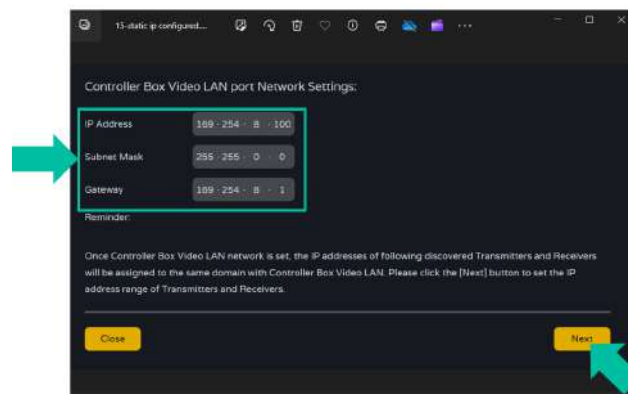 15-static ip configured....
Controller Box Video LAN port Network Settings:
IP Address 169 · 254 · 8 · 100
Subnet Mask 255 · 255 · 0 · 0
Gateway 169 · 254 · 8 · 1
Reminder:
Once Controller Box Video LAN network is set, the IP addresses of following discovered Transmitters and Receivers
will be assigned to the same domain with Controller Box Video LAN. Please click the [Next] button to set the IP
address range of Transmitters and Receivers.
Close Next